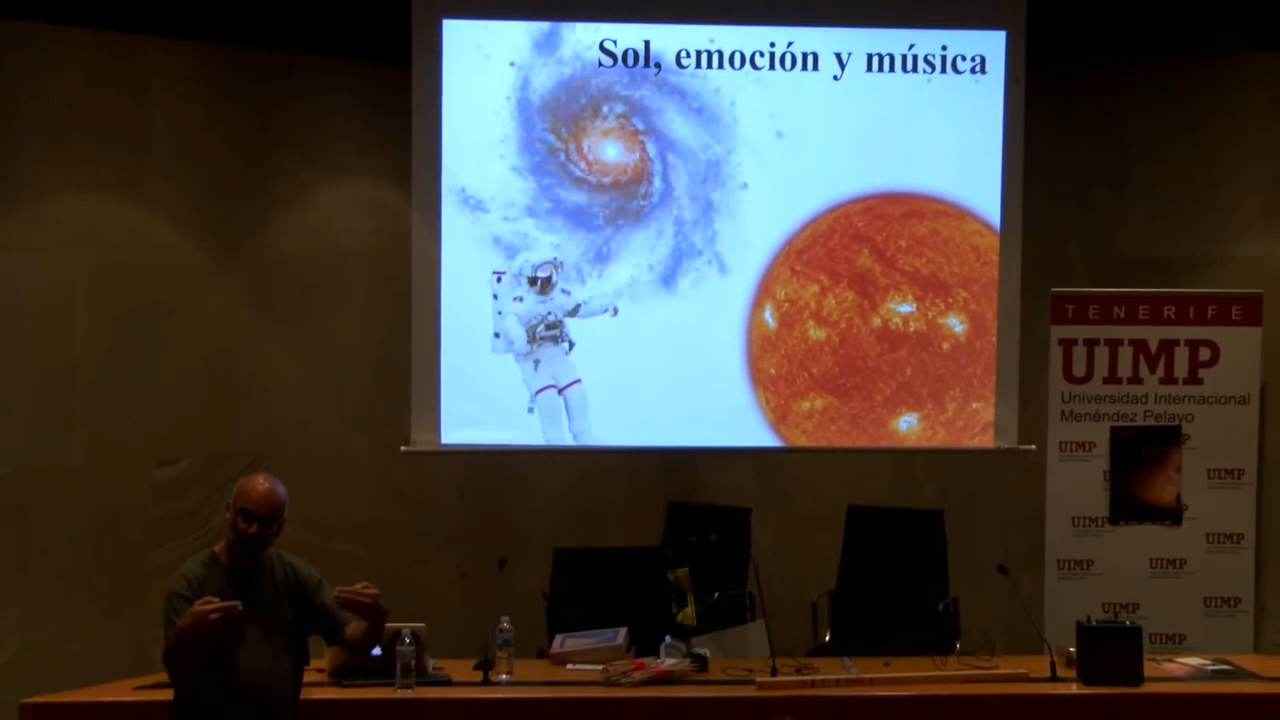 Sol, emoción y música
TENERIFE
UIMP
Universidad Internacional
Menéndez Pelayo
UIMP
UIMP
UIMP
UIMP
UIMP
UIMP
UIMP
UIMP
UIMP